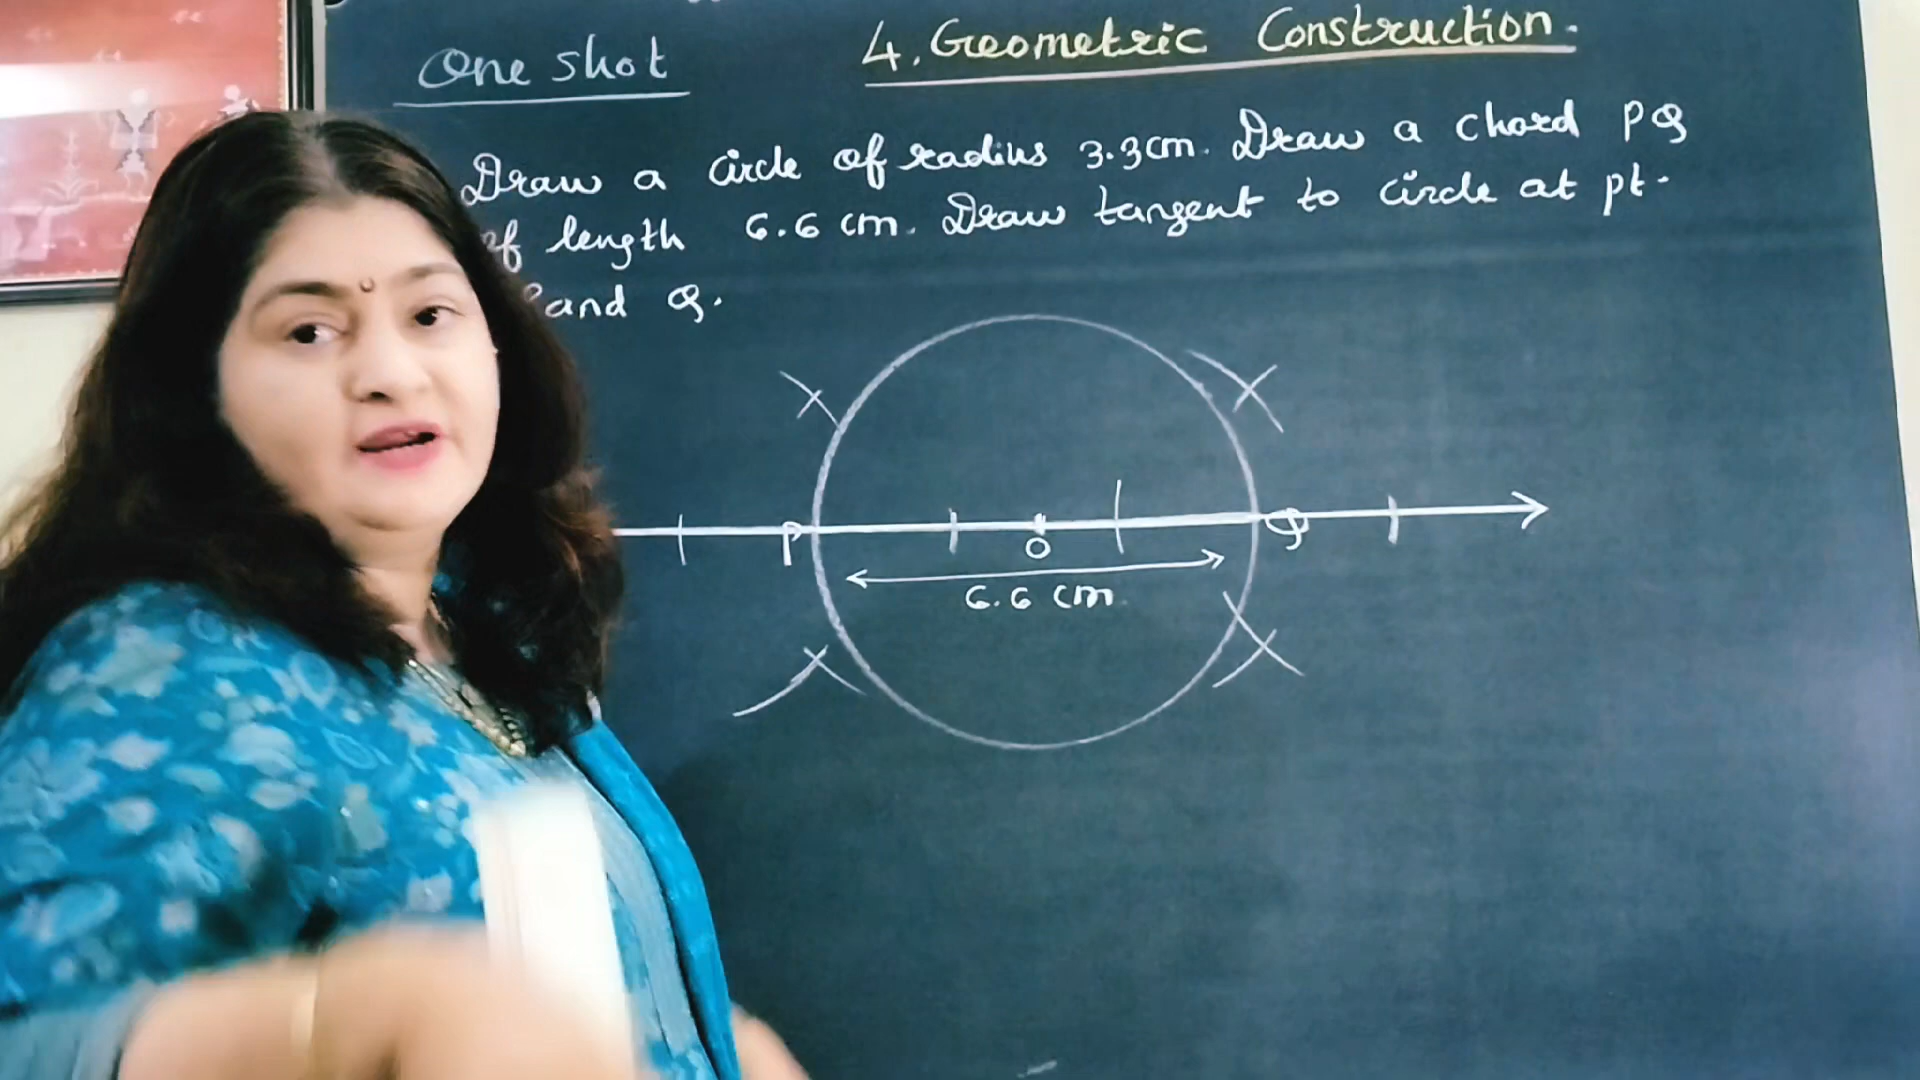 One shot
4. Geometric Construction.
Draw a circle of radius 3.3cm. Draw a chord PQ
of length 6.6 cm. Draw tangent to circle at pt.
and Q.
P
O
Q
6.6 cm